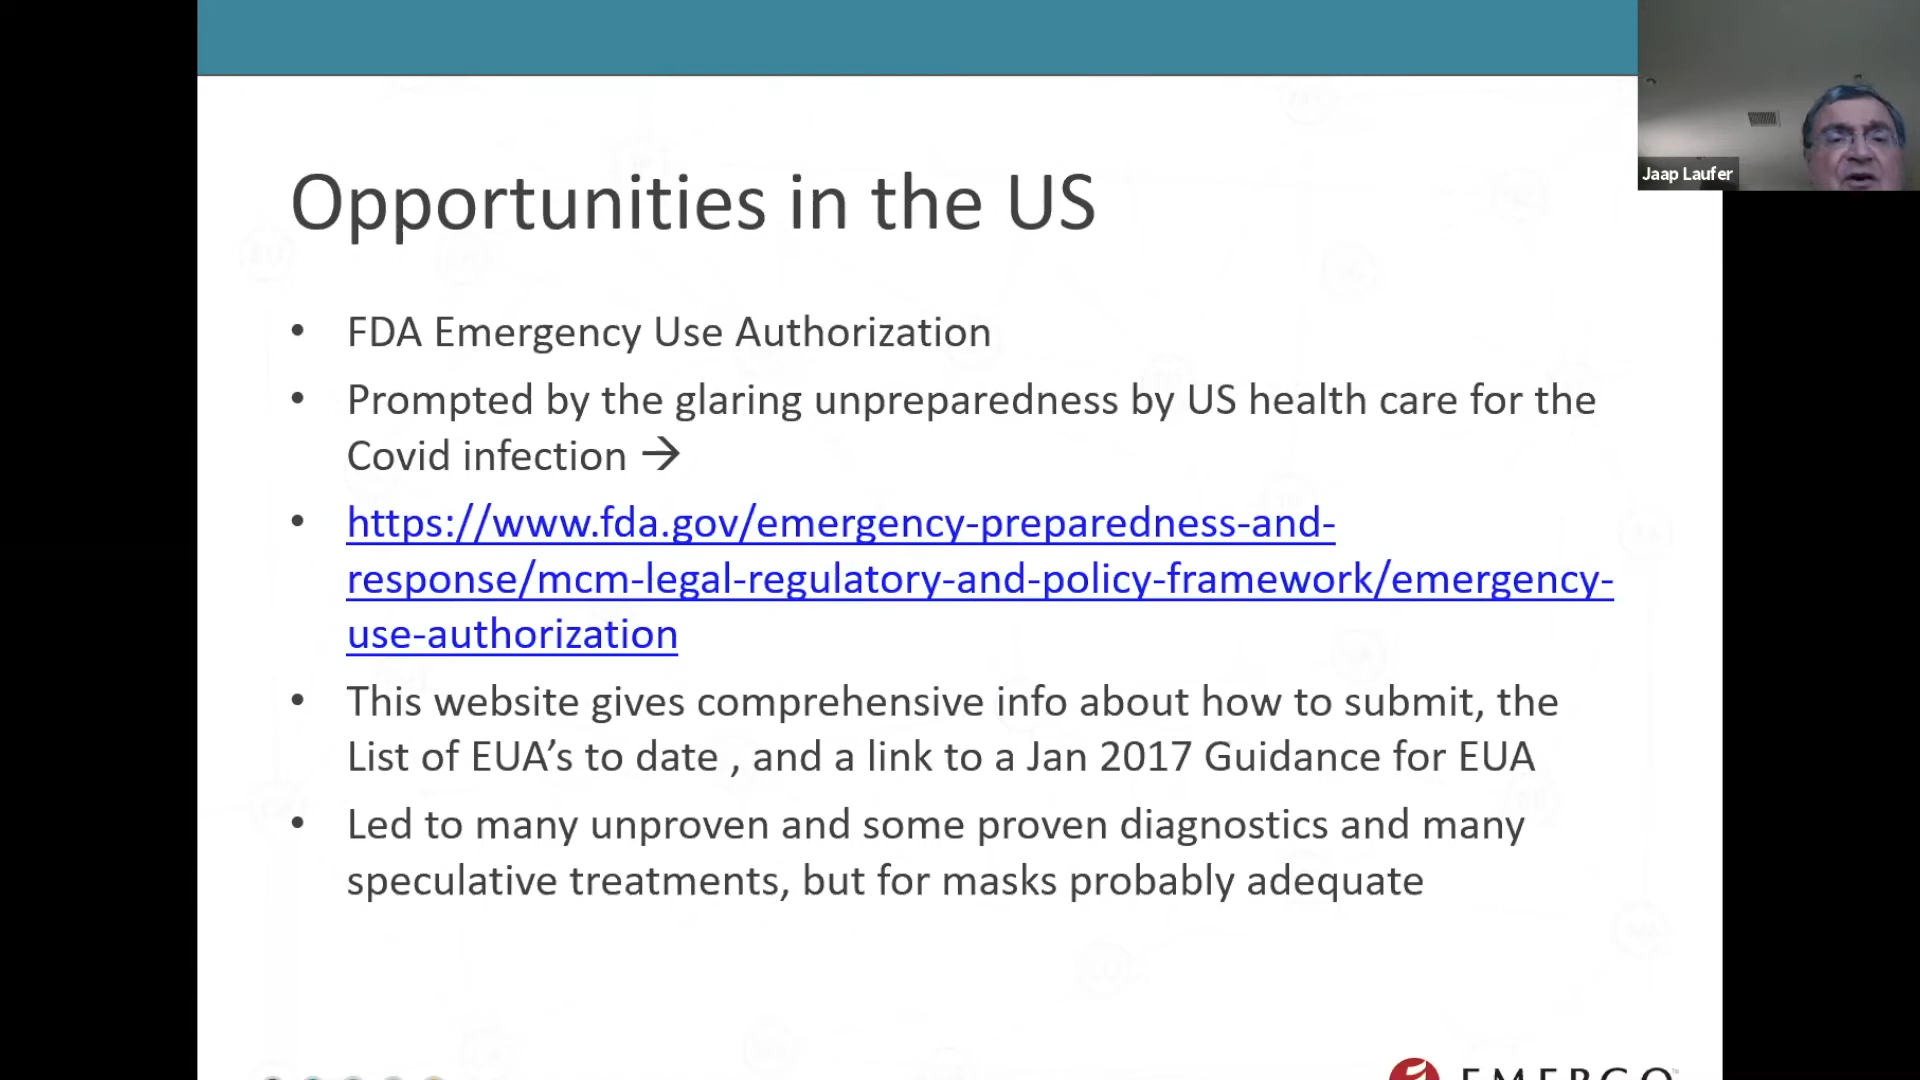 Jaap Laufer
Opportunities in the US
• FDA Emergency Use Authorization
• Prompted by the glaring unpreparedness by US health care for the
Covid infection →
• https://www.fda.gov/emergency-preparedness-and-
response/mcm-legal-regulatory-and-policy-framework/emergency-
use-authorization
• This website gives comprehensive info about how to submit, the
List of EUA’s to date , and a link to a Jan 2017 Guidance for EUA
• Led to many unproven and some proven diagnostics and many
speculative treatments, but for masks probably adequate
EMERGO